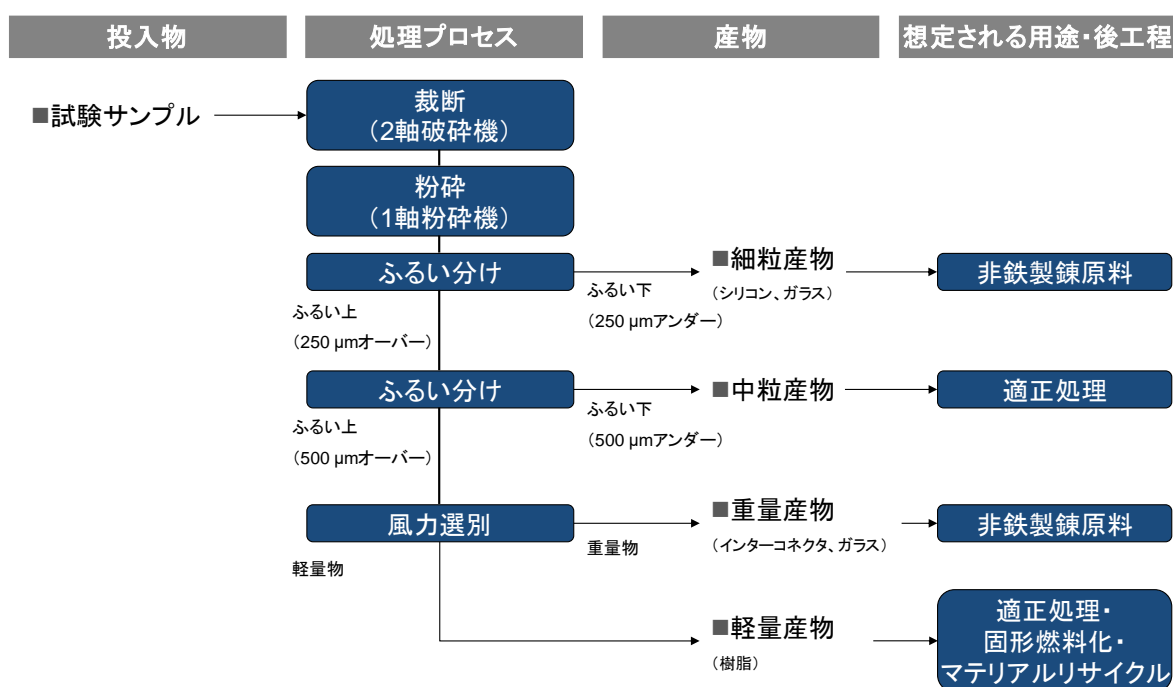 投入物
処理プロセス
産物
想定される用途・後工程
■試験サンプル
裁断
（2軸破砕機）
粉砕
（1軸粉砕機）
ふるい分け
ふるい下
（250 μmアンダー）
■細粒産物
（シリコン、ガラス）
非鉄製錬原料
ふるい上
（250 μmオーバー）
ふるい分け
ふるい下
（500 μmアンダー）
■中粒産物
適正処理
ふるい上
（500 μmオーバー）
風力選別
重量物
■重量産物
（インターコネクタ、ガラス）
非鉄製錬原料
軽量物
■軽量産物
（樹脂）
適正処理・
固形燃料化・
マテリアルリサイクル